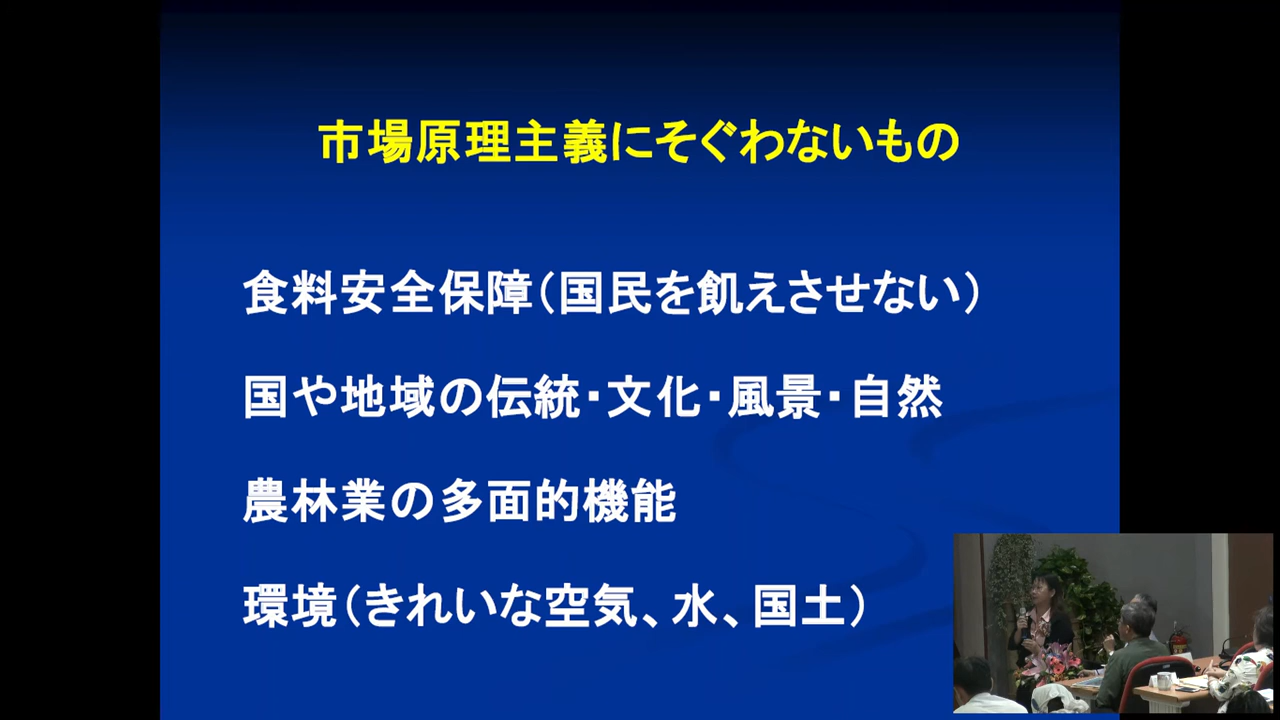 市場原理主義にそぐわないもの
食料安全保障（国民を飢えさせない）
国や地域の伝統・文化・風景・自然
農林業の多面的機能
環境（きれいな空気、水、国土）